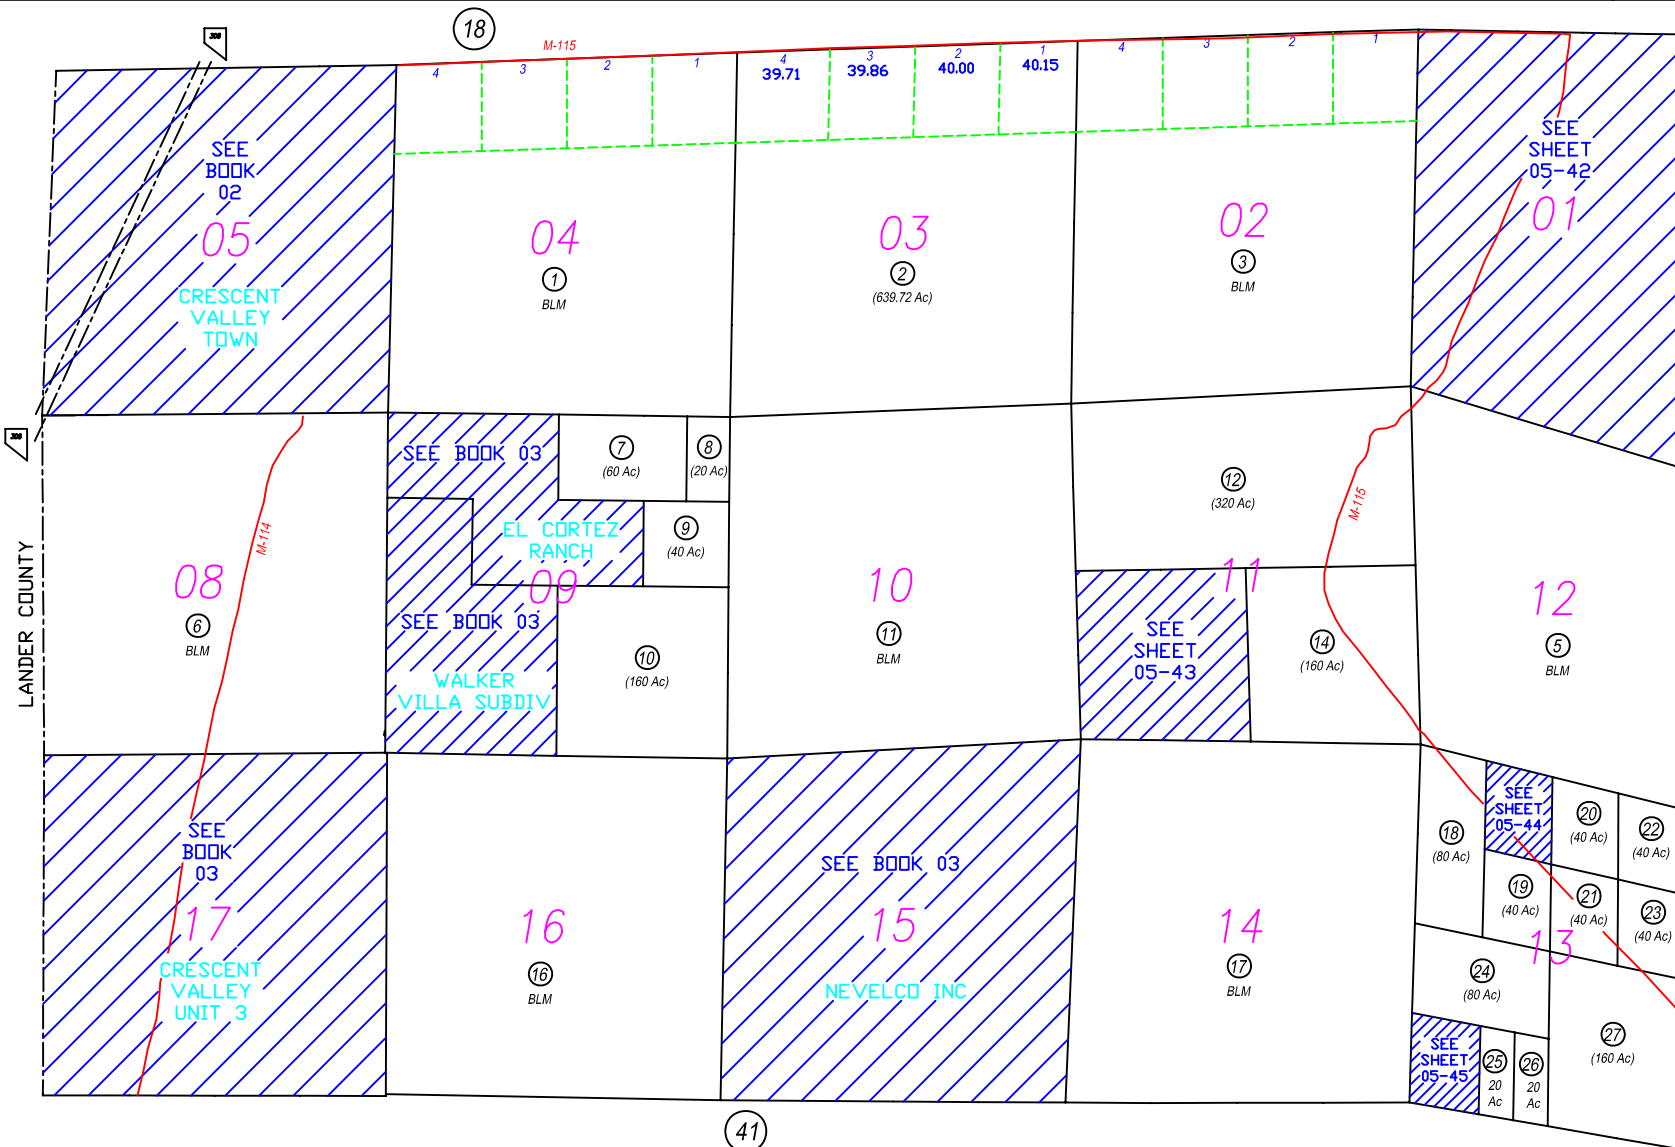 18
306
M-115
4
3
2
1
4
3
2
1
4
3
2
1
39.71
39.86
40.00
40.15
SEE
BOOK
02
05
CRESCENT
VALLEY
TOWN
04
1
BLM
03
2
(639.72 Ac)
02
3
BLM
SEE
SHEET
05-42
01
306
LANDER COUNTY
M-114
08
6
BLM
SEE BOOK 03
7
(60 Ac)
8
(20 Ac)
EL CORTEZ
RANCH
9
(40 Ac)
09
SEE BOOK 03
WALKER
VILLA SUBDIV
10
(160 Ac)
10
11
BLM
12
(320 Ac)
M-115
11
SEE
SHEET
05-43
14
(160 Ac)
12
5
BLM
SEE
BOOK
03
17
CRESCENT
VALLEY
UNIT 3
16
16
BLM
SEE BOOK 03
15
NEVELCO INC
14
17
BLM
18
(80 Ac)
SEE
SHEET
05-44
20
(40 Ac)
22
(40 Ac)
19
(40 Ac)
21
(40 Ac)
23
(40 Ac)
13
24
(80 Ac)
SEE
SHEET
05-45
25
20
Ac
26
20
Ac
27
(160 Ac)
41